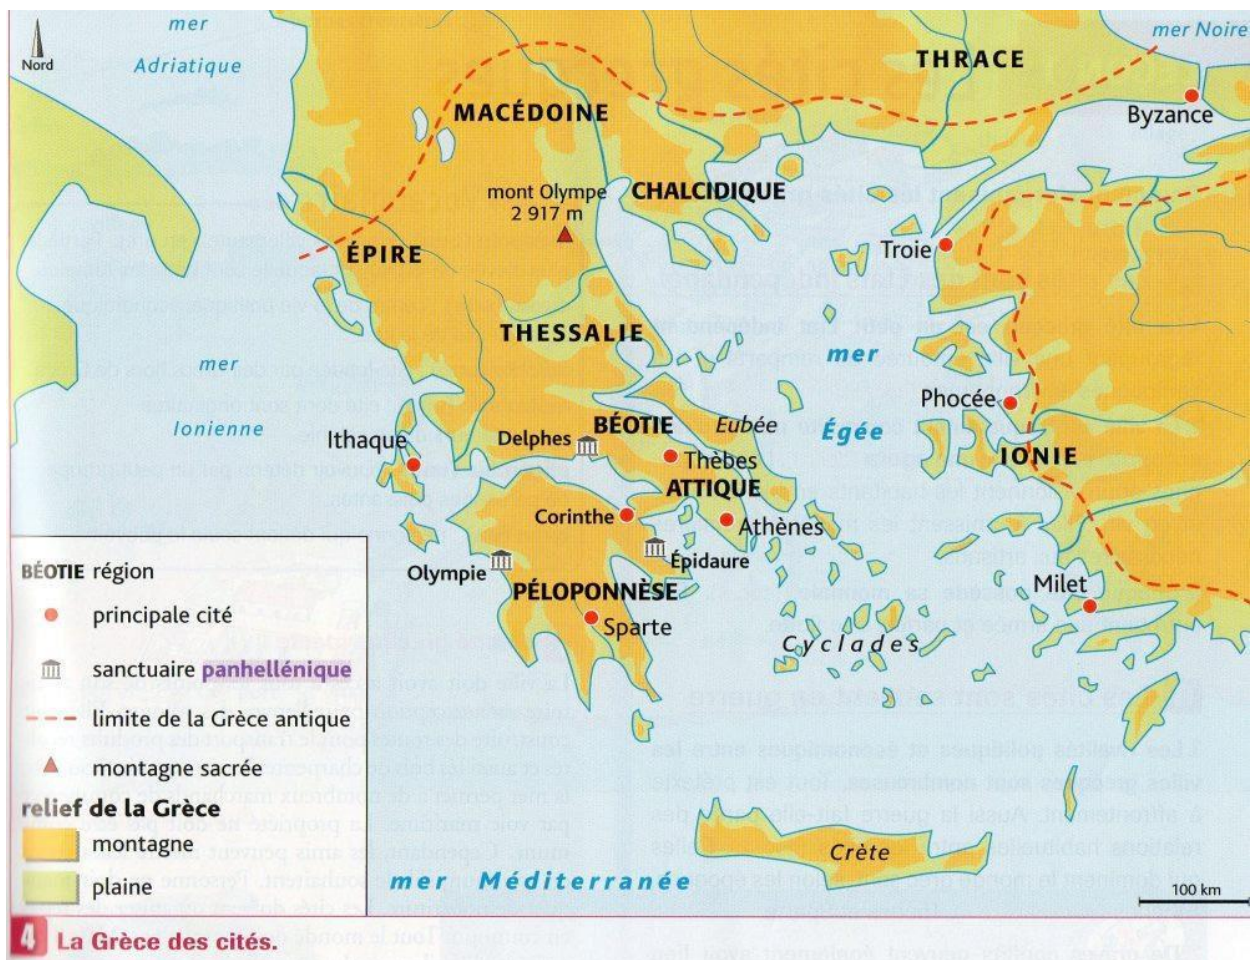 mer
Adriatique
Nord
mer Noire
THRACE
Byzance
MACÉDOINE
mont Olympe
2 917 m
CHALCIDIQUE
ÉPIRE
Troie
THESSALIE
mer
Égée
mer
Ionienne
Phocée
IONIE
BÉOTIE
Eubée
Ithaque
Delphes
Thèbes
ATTIQUE
Corinthe
Athènes
Épidaure
Olympie
PÉLOPONNÈSE
Sparte
Milet
Cyclades
Crète
mer Méditerranée
100 km
BÉOTIE région
principale cité
sanctuaire panhellénique
limite de la Grèce antique
montagne sacrée
relief de la Grèce
montagne
plaine
4 La Grèce des cités.